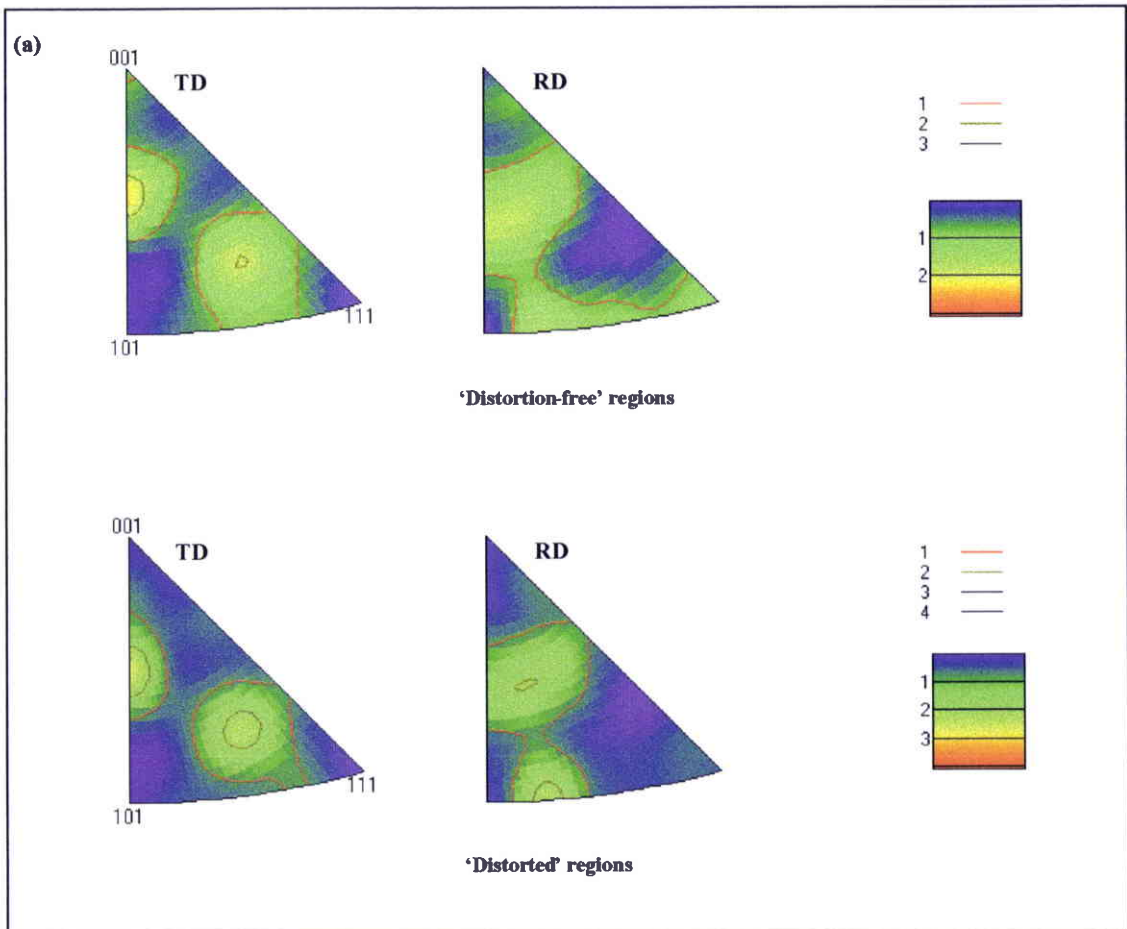 (a)
001
TD
RD
1
2
3
1
2
111
101
‘Distortion-free’ regions
001
TD
RD
1
2
3
4
1
2
3
111
101
‘Distorted’ regions